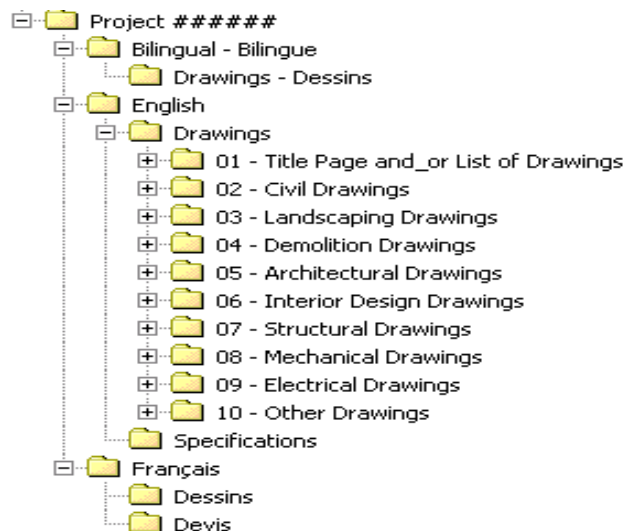 Project ######
Bilingual - Bilingue
Drawings - Dessins
English
Drawings
01 - Title Page and_or List of Drawings
02 - Civil Drawings
03 - Landscaping Drawings
04 - Demolition Drawings
05 - Architectural Drawings
06 - Interior Design Drawings
07 - Structural Drawings
08 - Mechanical Drawings
09 - Electrical Drawings
10 - Other Drawings
Specifications
Français
Dessins
Devis